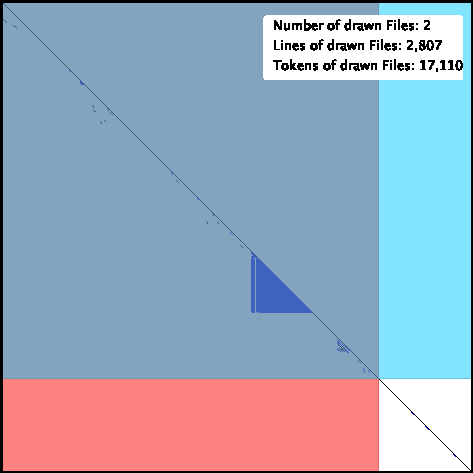 Number of drawn Files: 2
Lines of drawn Files: 2,807
Tokens of drawn Files: 17,110